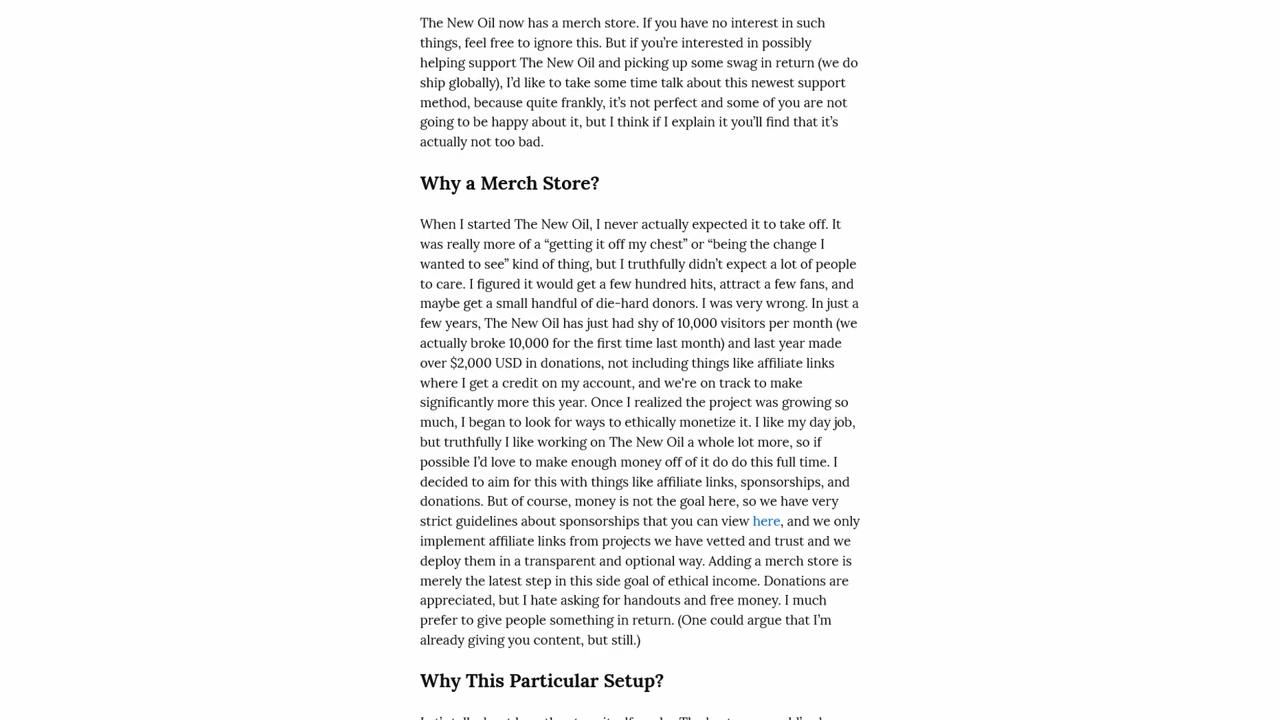 The New Oil now has a merch store. If you have no interest in such
things, feel free to ignore this. But if you’re interested in possibly
helping support The New Oil and picking up some swag in return (we do
ship globally), I’d like to take some time talk about this newest support
method, because quite frankly, it’s not perfect and some of you are not
going to be happy about it, but I think if I explain it you’ll find that it’s
actually not too bad.
Why a Merch Store?
When I started The New Oil, I never actually expected it to take off. It
was really more of a “getting it off my chest” or “being the change I
wanted to see” kind of thing, but I truthfully didn’t expect a lot of people
to care. I figured it would get a few hundred hits, attract a few fans, and
maybe get a small handful of die-hard donors. I was very wrong. In just a
few years, The New Oil has just had shy of 10,000 visitors per month (we
actually broke 10,000 for the first time last month) and last year made
over $2,000 USD in donations, not including things like affiliate links
where I get a credit on my account, and we're on track to make
significantly more this year. Once I realized the project was growing so
much, I began to look for ways to ethically monetize it. I like my day job,
but truthfully I like working on The New Oil a whole lot more, so if
possible I’d love to make enough money off of it do do this full time. I
decided to aim for this with things like affiliate links, sponsorships, and
donations. But of course, money is not the goal here, so we have very
strict guidelines about sponsorships that you can view here, and we only
implement affiliate links from projects we have vetted and trust and we
deploy them in a transparent and optional way. Adding a merch store is
merely the latest step in this side goal of ethical income. Donations are
appreciated, but I hate asking for handouts and free money. I much
prefer to give people something in return. (One could argue that I’m
already giving you content, but still.)
Why This Particular Setup?